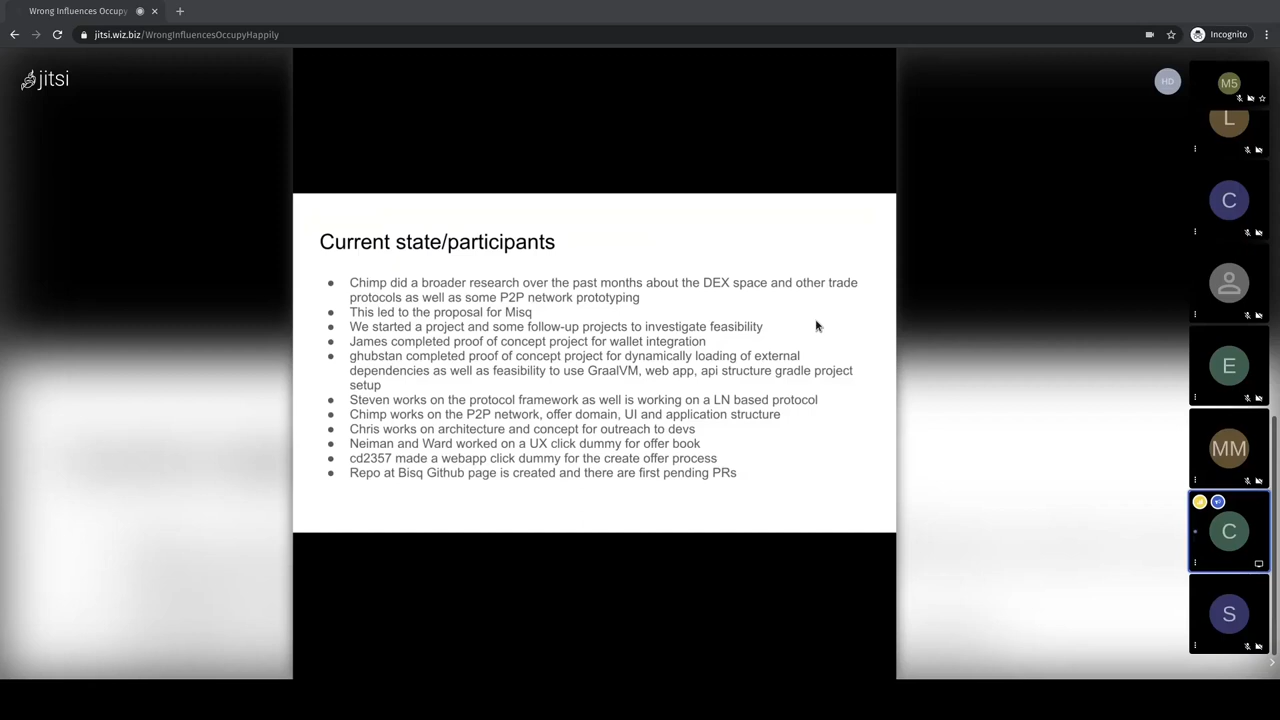 Wrong Influences Occupy
jitsi.wiz.biz/WrongInfluencesOccupyHappily
Incognito
jitsi
HD
M5
L
C
E
MM
C
S
Current state/participants
Chimp did a broader research over the past months about the DEX space and other trade
protocols as well as some P2P network prototyping
This led to the proposal for Misq
We started a project and some follow-up projects to investigate feasibility
James completed proof of concept project for wallet integration
ghubstan completed proof of concept project for dynamically loading of external
dependencies as well as feasibility to use GraalVM, web app, api structure gradle project
setup
Steven works on the protocol framework as well is working on a LN based protocol
Chimp works on the P2P network, offer domain, UI and application structure
Chris works on architecture and concept for outreach to devs
Neiman and Ward worked on a UX click dummy for offer book
cd2357 made a webapp click dummy for the create offer process
Repo at Bisq Github page is created and there are first pending PRs